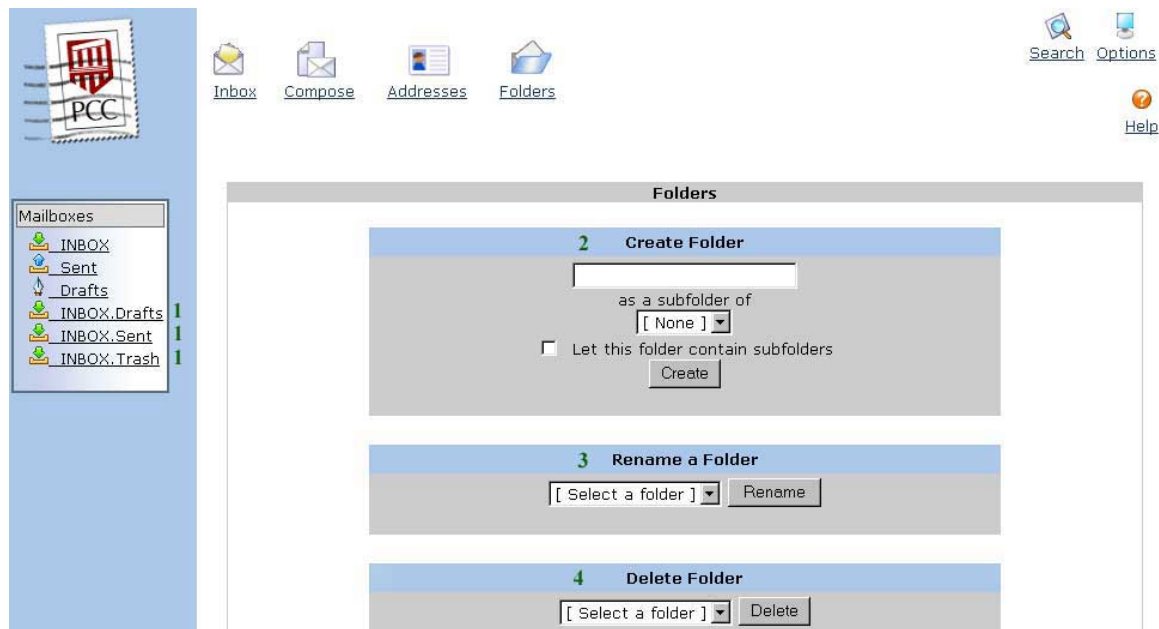 PCC
Inbox
Compose
Addresses
Folders
Search
Options
Help
Mailboxes
INBOX
Sent
Drafts
INBOX.Drafts 1
INBOX.Sent 1
INBOX.Trash 1
Folders
2 Create Folder
as a subfolder of
[ None ]
Let this folder contain subfolders
Create
3 Rename a Folder
[ Select a folder ] Rename
4 Delete Folder
[ Select a folder ] Delete